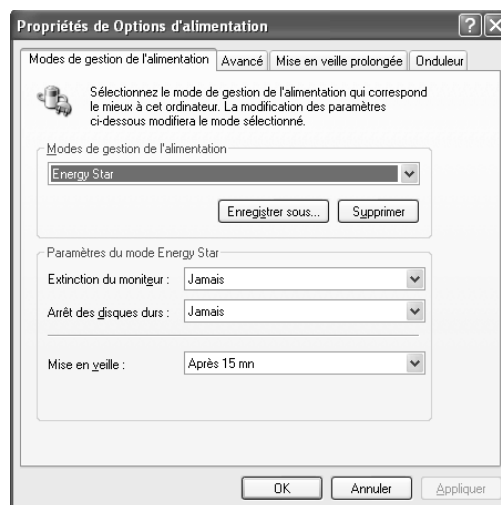 Propriétés de Options d'alimentation
Modes de gestion de l'alimentation Avancé Mise en veille prolongée Onduleur
Sélectionnez le mode de gestion de l'alimentation qui correspond
le mieux à cet ordinateur. La modification des paramètres
ci-dessous modifiera le mode sélectionné.
Modes de gestion de l'alimentation
Energy Star
Enregistrer sous... Supprimer
Paramètres du mode Energy Star
Extinction du moniteur : Jamais
Arrêt des disques durs : Jamais
Mise en veille : Après 15 mn
OK Annuler Appliquer